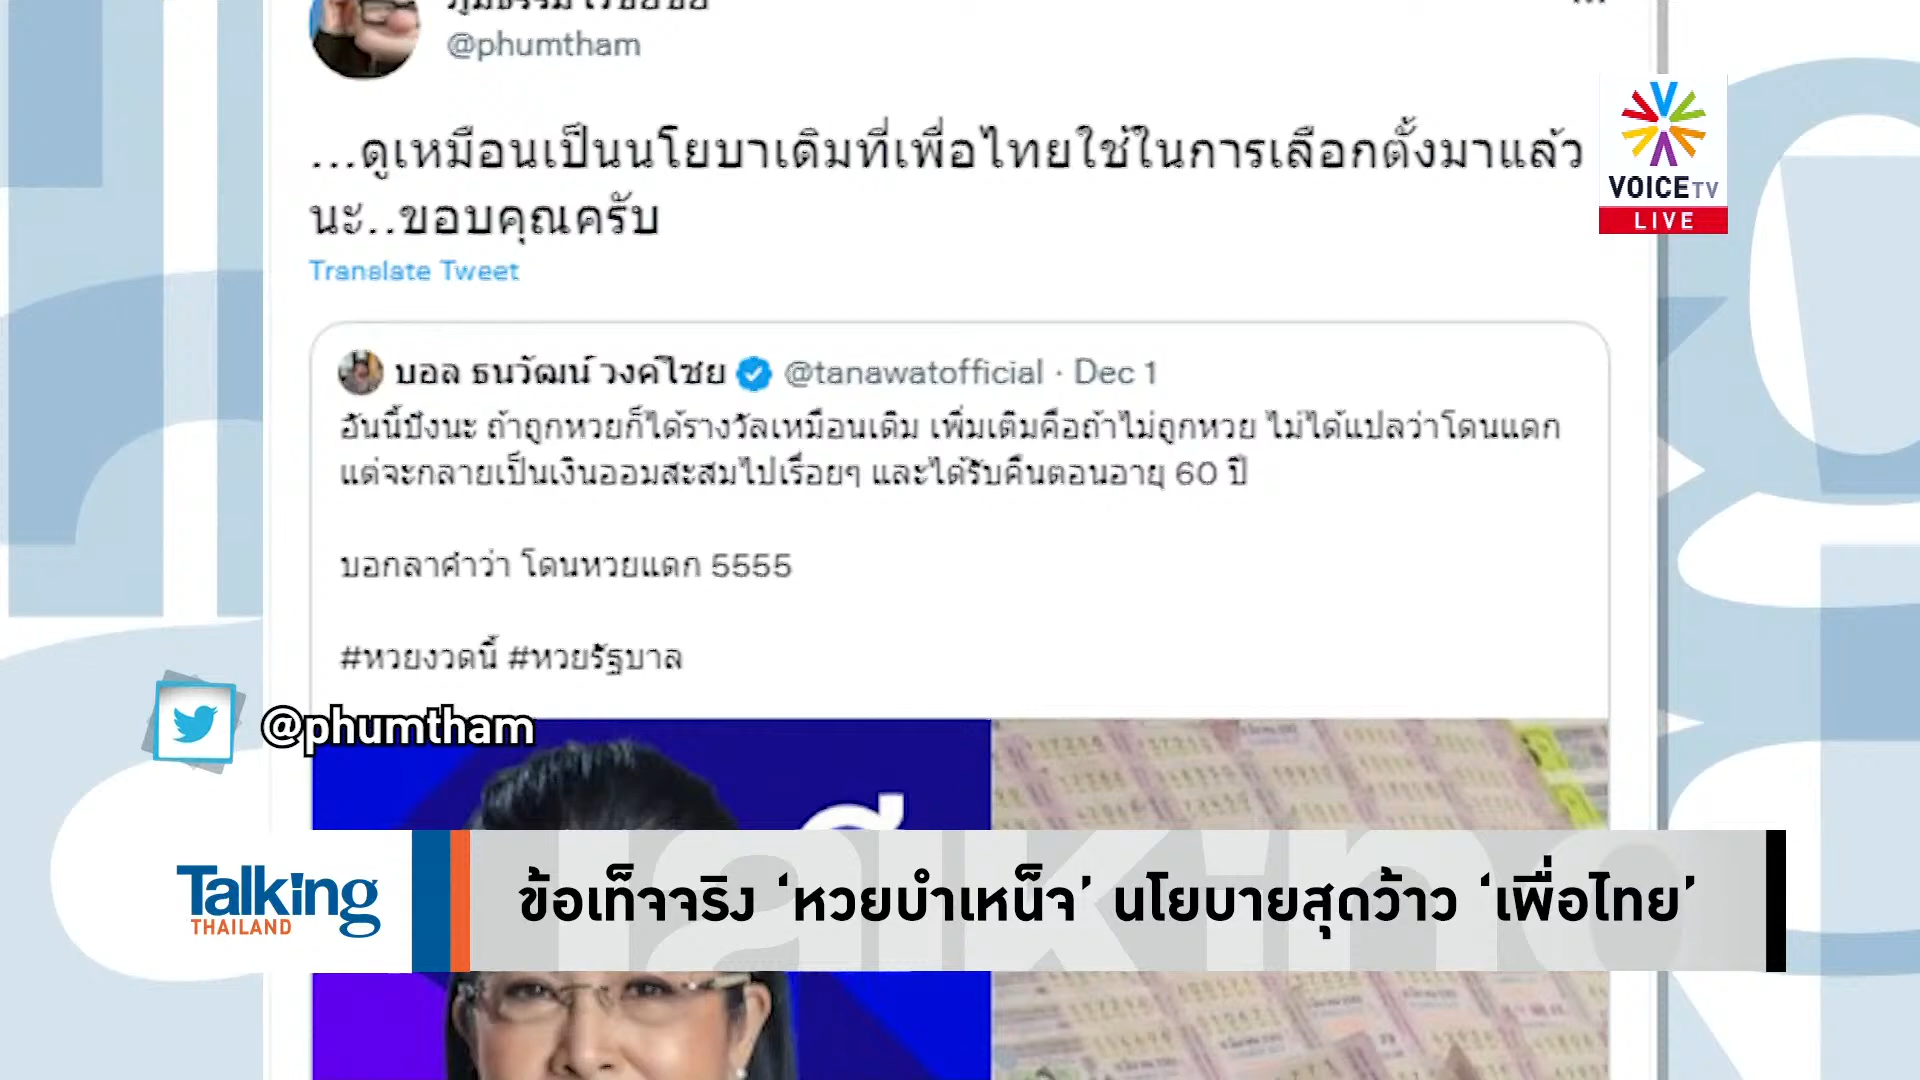 @phumtham
...ดูเหมือนเป็นนโยบาเดิมที่เพื่อไทยใช้ในการเลือกตั้งมาแล้ว
นะ..ขอบคุณครับ
Translate Tweet
VOICE TV
LIVE
บอล ธนวัฒน์ วงค์ไชย @tanawatofficial · Dec 1
อันนี้ปังนะ ถ้าถูกหวยก็ได้รางวัลเหมือนเดิม เพิ่มเติมคือถ้าไม่ถูกหวย ไม่ได้แปลว่าโดนแดก
แต่จะกลายเป็นเงินออมสะสมไปเรื่อยๆ และได้รับคืนตอนอายุ 60 ปี
บอกลาคำว่า โดนหวยแดก 5555
#หวยงวดนี้ #หวยรัฐบาล
@phumtham
Talking
THAILAND
ข้อเท็จจริง ‘หวยบำเหน็จ’ นโยบายสุดว้าว ‘เพื่อไทย’